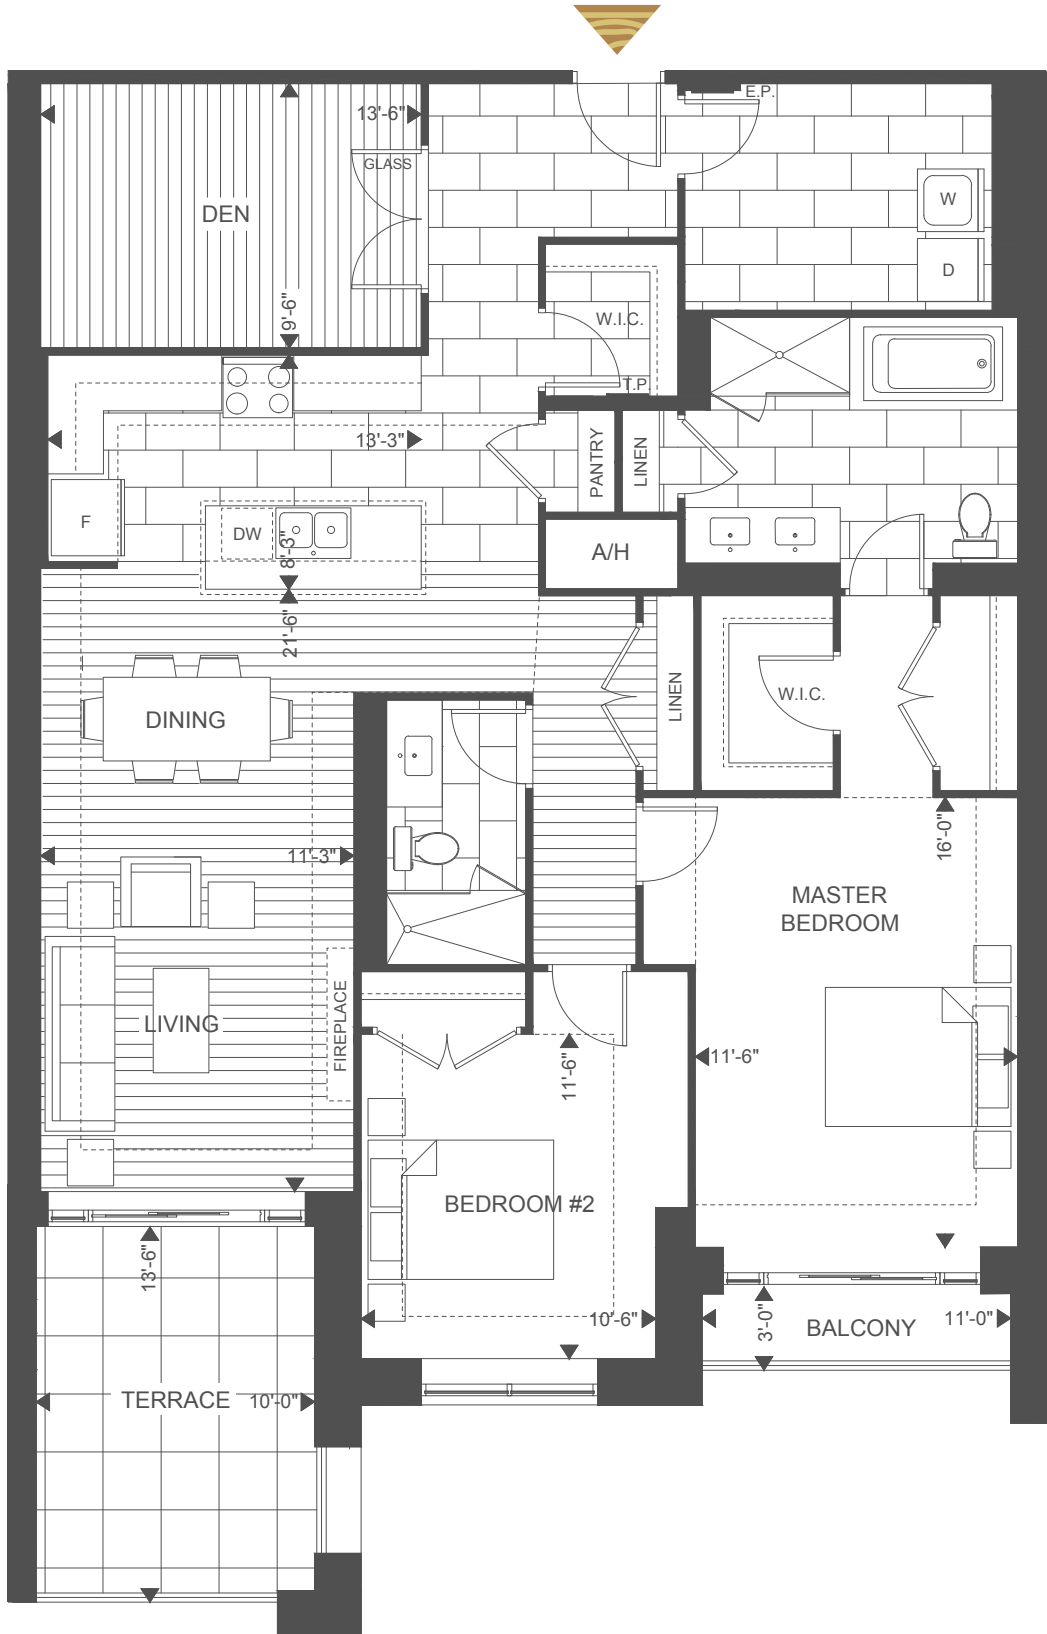 E.P.
13'-6"
GLASS
W
DEN
D
9'-6"
W.I.C.
T.P.
13'-3"
PANTRY
LINEN
F
DW
8'-3"
A/H
21'-6"
LINEN
W.I.C.
DINING
16'-0"
11'-3"
MASTER
BEDROOM
FIREPLACE
LIVING
11'-6"
11'-6"
BEDROOM #2
13'-6"
10'-6"
3'-0"
BALCONY
11'-0"
TERRACE
10'-0"